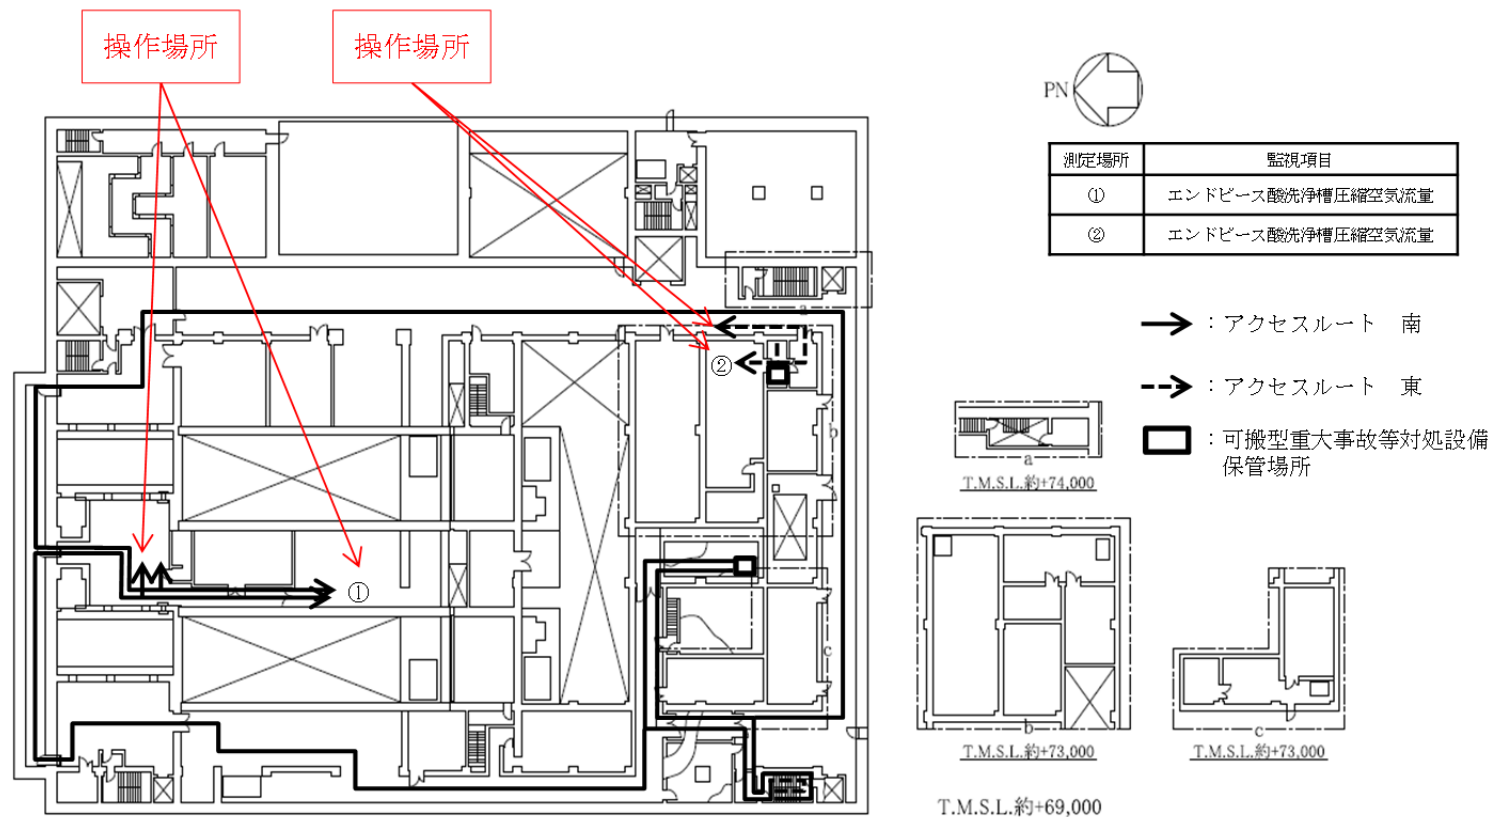 操作場所
操作場所
PN
測定場所 監視項目
① エンドピース酸洗浄槽圧縮空気流量
② エンドピース酸洗浄槽圧縮空気流量
a
②
b
①
c
：アクセスルート　南
：アクセスルート　東
：可搬型重大事故等対処設備
保管場所
a
T.M.S.L.約+74,000
b
T.M.S.L.約+73,000
c
T.M.S.L.約+73,000
T.M.S.L.約+69,000